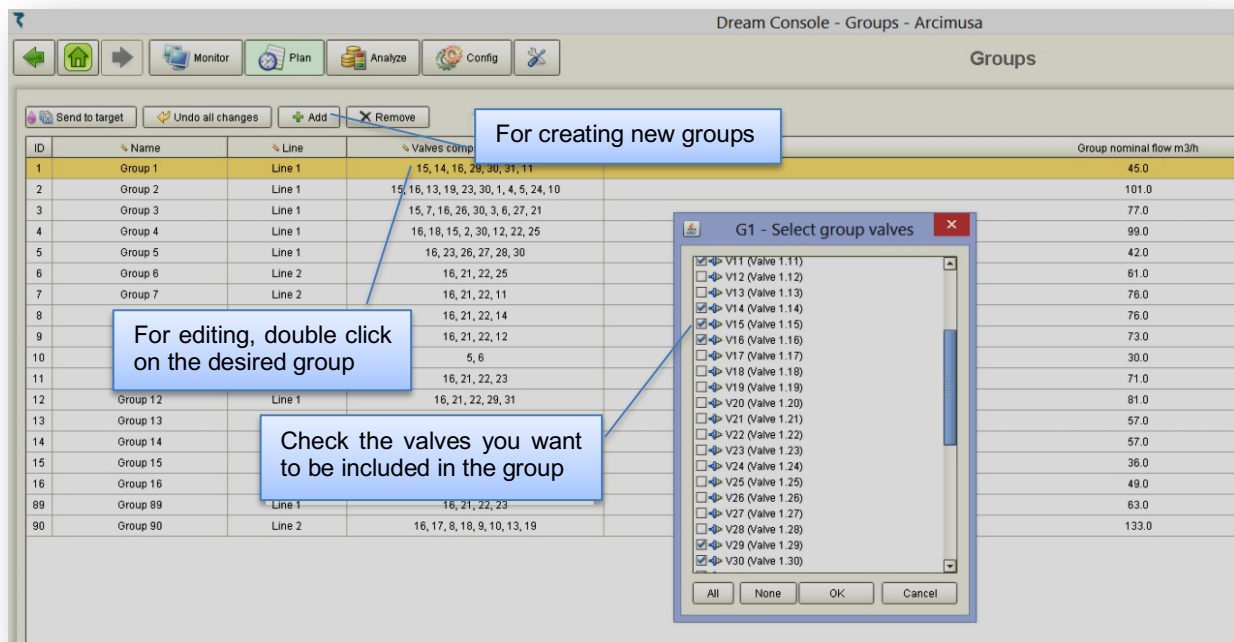 Dream Console - Groups - Arcimusa
Monitor Plan Analyze Config Groups
Send to target Undo all changes Add Remove
For creating new groups
ID Name Line Valves comp Group nominal flow m3/h
1 Group 1 Line 1 15, 14, 16, 29, 30, 31, 11 45.0
2 Group 2 Line 1 15, 16, 13, 19, 23, 30, 1, 4, 5, 24, 10 101.0
3 Group 3 Line 1 15, 7, 16, 26, 30, 3, 6, 27, 21 77.0
4 Group 4 Line 1 16, 18, 15, 2, 30, 12, 22, 25 99.0
5 Group 5 Line 1 16, 23, 26, 27, 28, 30 42.0
6 Group 6 Line 2 16, 21, 22, 25 61.0
7 Group 7 Line 2 16, 21, 22, 11 76.0
8 16, 21, 22, 14 76.0
9 16, 21, 22, 12 73.0
10 5, 6 30.0
11 16, 21, 22, 23 71.0
12 Group 12 Line 1 16, 21, 22, 29, 31 81.0
13 Group 13 57.0
14 Group 14 57.0
15 Group 15 36.0
16 Group 16 49.0
89 Group 89 Line 1 16, 21, 22, 23 63.0
90 Group 90 Line 2 16, 17, 8, 18, 9, 10, 13, 19 133.0
For editing, double click
on the desired group
Check the valves you want
to be included in the group
G1 - Select group valves
V11 (Valve 1.11)
V12 (Valve 1.12)
V13 (Valve 1.13)
V14 (Valve 1.14)
V15 (Valve 1.15)
V16 (Valve 1.16)
V17 (Valve 1.17)
V18 (Valve 1.18)
V19 (Valve 1.19)
V20 (Valve 1.20)
V21 (Valve 1.21)
V22 (Valve 1.22)
V23 (Valve 1.23)
V24 (Valve 1.24)
V25 (Valve 1.25)
V26 (Valve 1.26)
V27 (Valve 1.27)
V28 (Valve 1.28)
V29 (Valve 1.29)
V30 (Valve 1.30)
All None OK Cancel